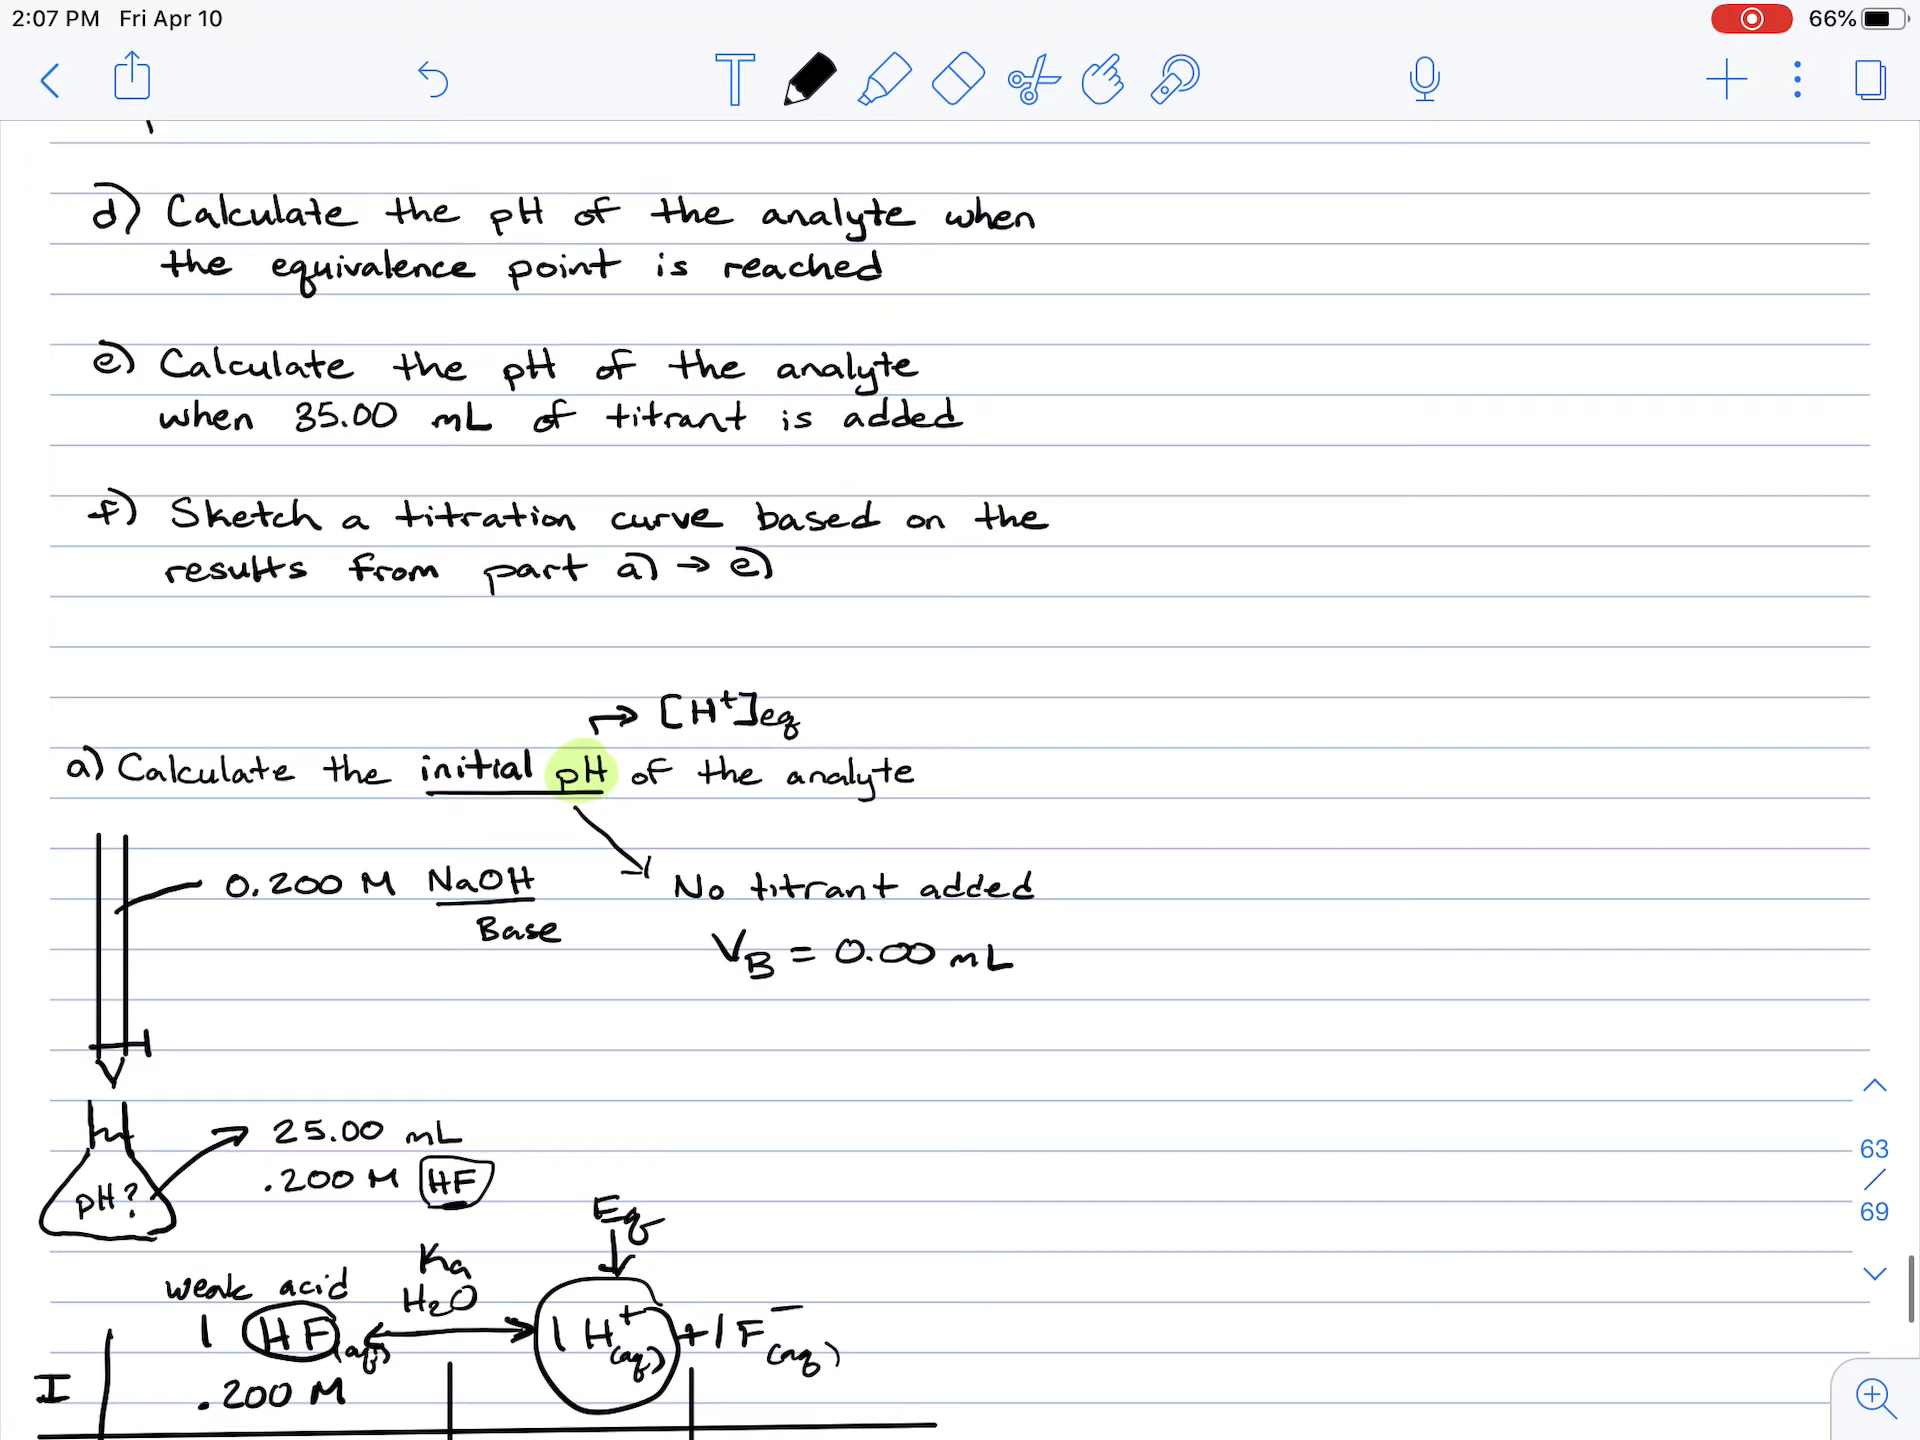 2:07 PM Fri Apr 10
66%
T
d) Calculate the pH of the analyte when
the equivalence point is reached
e) Calculate the pH of the analyte
when 35.00 mL of titrant is added
f) Sketch a titration curve based on the
results from part a) → e)
→ [H⁺]eq
a) Calculate the initial pH of the analyte
0.200 M NaOH
Base
No titrant added
V_B = 0.00 mL
pH?
25.00 mL
.200 M HF
Eq
weak acid
Ka
H₂O
1 HF(aq) ↔ 1 H⁺(aq) + 1 F⁻(aq)
I .200 M
63
/
69